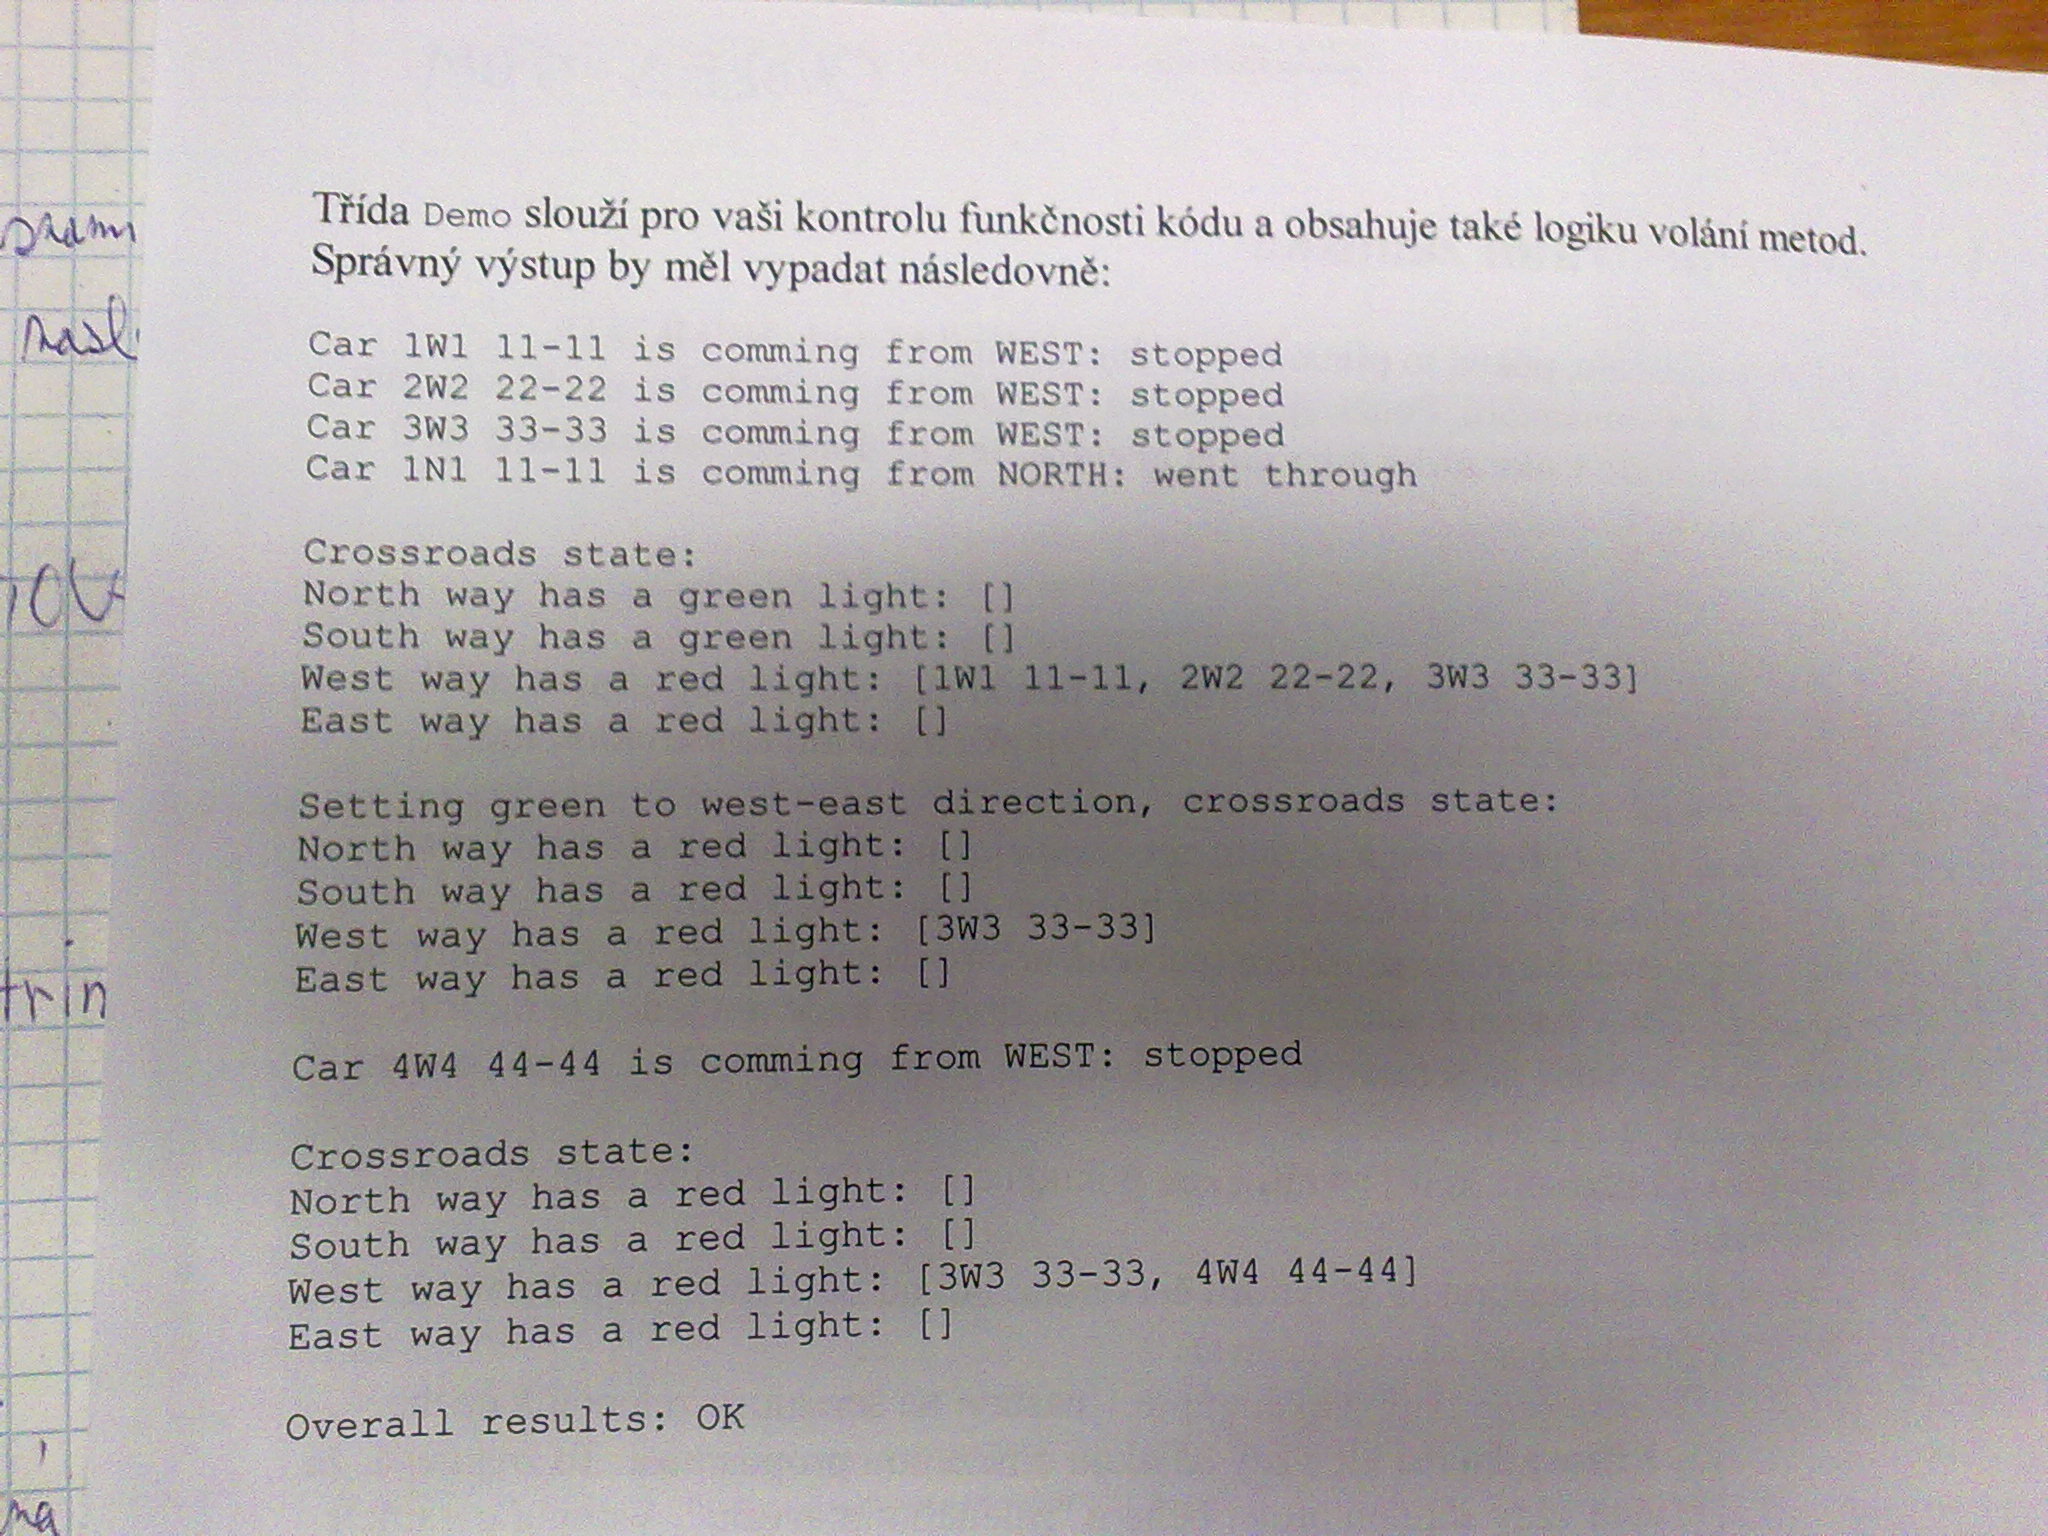 Třída Demo slouží pro vaši kontrolu funkčnosti kódu a obsahuje také logiku volání metod.
Správný výstup by měl vypadat následovně:
Car 1W1 11-11 is comming from WEST: stopped
Car 2W2 22-22 is comming from WEST: stopped
Car 3W3 33-33 is comming from WEST: stopped
Car 1N1 11-11 is comming from NORTH: went through
Crossroads state:
North way has a green light: []
South way has a green light: []
West way has a red light: [1W1 11-11, 2W2 22-22, 3W3 33-33]
East way has a red light: []
Setting green to west-east direction, crossroads state:
North way has a red light: []
South way has a red light: []
West way has a red light: [3W3 33-33]
East way has a red light: []
Car 4W4 44-44 is comming from WEST: stopped
Crossroads state:
North way has a red light: []
South way has a red light: []
West way has a red light: [3W3 33-33, 4W4 44-44]
East way has a red light: []
Overall results: OK